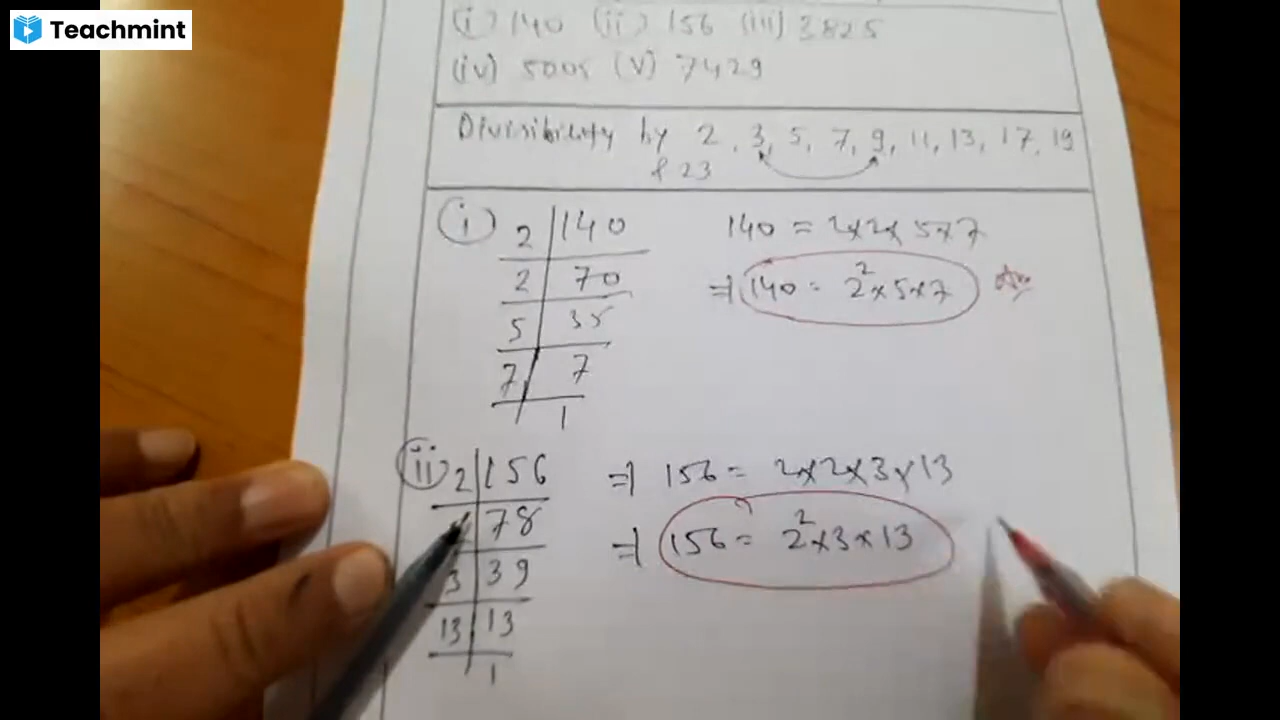 Teachmint
(i) 140 (ii) 156 (iii) 3825
(iv) 5005 (v) 7429
Divisibility by 2, 3, 5, 7, 9, 11, 13, 17, 19
& 23
(i) 2 | 140
2 | 70
5 | 35
7 | 7
1
140 = 2×2×5×7
⇒ 140 = 2²×5×7 Ans
(ii) 2 | 156
78
3 | 39
13 | 13
1
⇒ 156 = 2×2×3×13
⇒ 156 = 2²×3×13